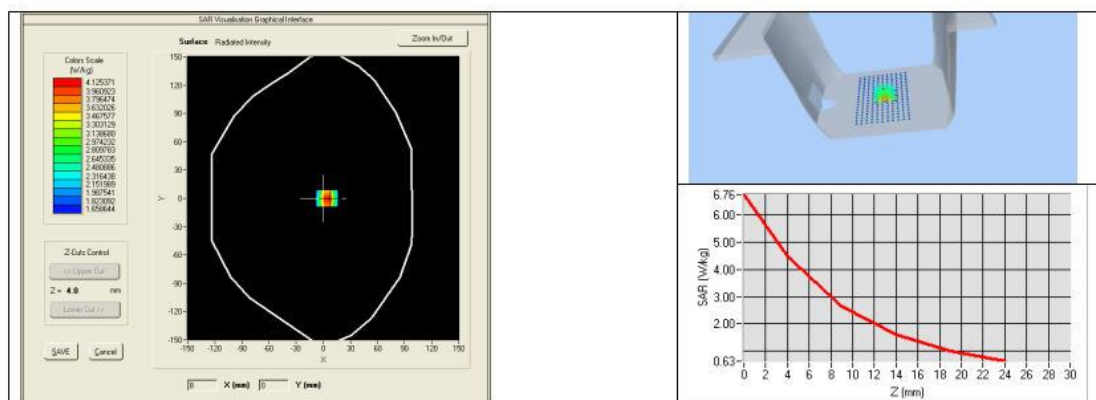 SAR Visualisation Graphical Interface
Surface Radiated Intensity
Zoom In/Out
Colors Scale
(W/kg)
4.125371
3.960923
3.796474
3.632026
3.467577
3.303129
3.138680
2.974232
2.809783
2.645335
2.480886
2.316438
2.151989
1.987541
1.823092
1.658644
Z-Cuts Control
<< Upper Cut
Z = 4.0 mm
Lower Cut >>
SAVE Cancel
150
120
90
60
30
Y 0
-30
-60
-90
-120
-150
-150 -120 -90 -60 -30 0 30 60 90 120 150
X
8 X (mm) 0 Y (mm)
6.76
6.00
4.00
SAR (W/kg)
2.00
0.63
0 2 4 6 8 10 12 14 16 18 20 22 24 26 28 30
Z (mm)